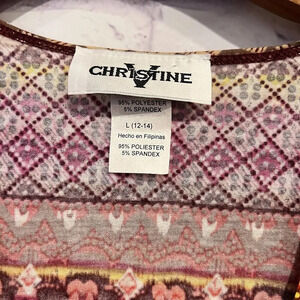 CHRISTINE
V
95% POLYESTER
5% SPANDEX
L (12-14)
Hecho en Filipinas
95% POLIESTER
5% SPANDEX